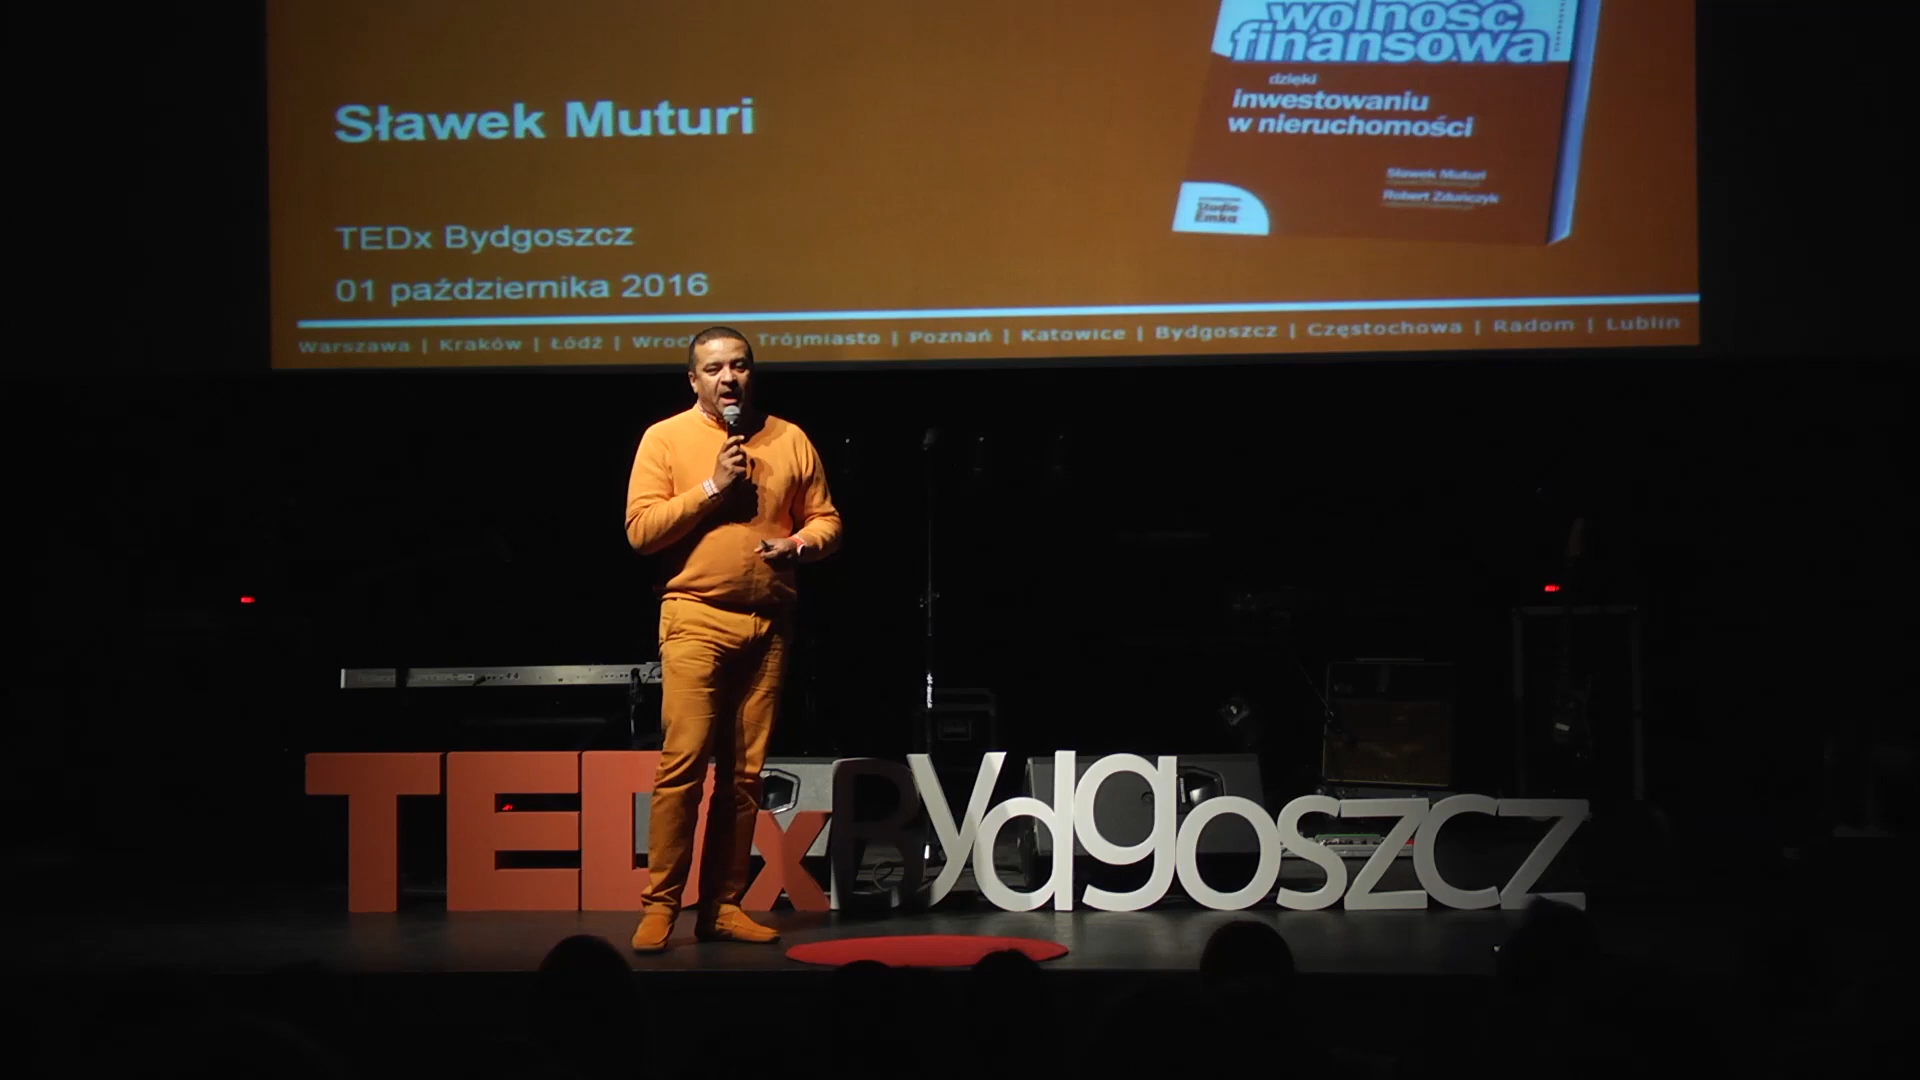 wolność
finansowa
dzięki
inwestowaniu
w nieruchomości
Sławek Muturi
Robert Zduńczyk
Studio
Emka
Sławek Muturi
TEDx Bydgoszcz
01 października 2016
Warszawa | Kraków | Łódź | Wroc Trójmiasto | Poznań | Katowice | Bydgoszcz | Częstochowa | Radom | Lublin
TEDxBydgoszcz